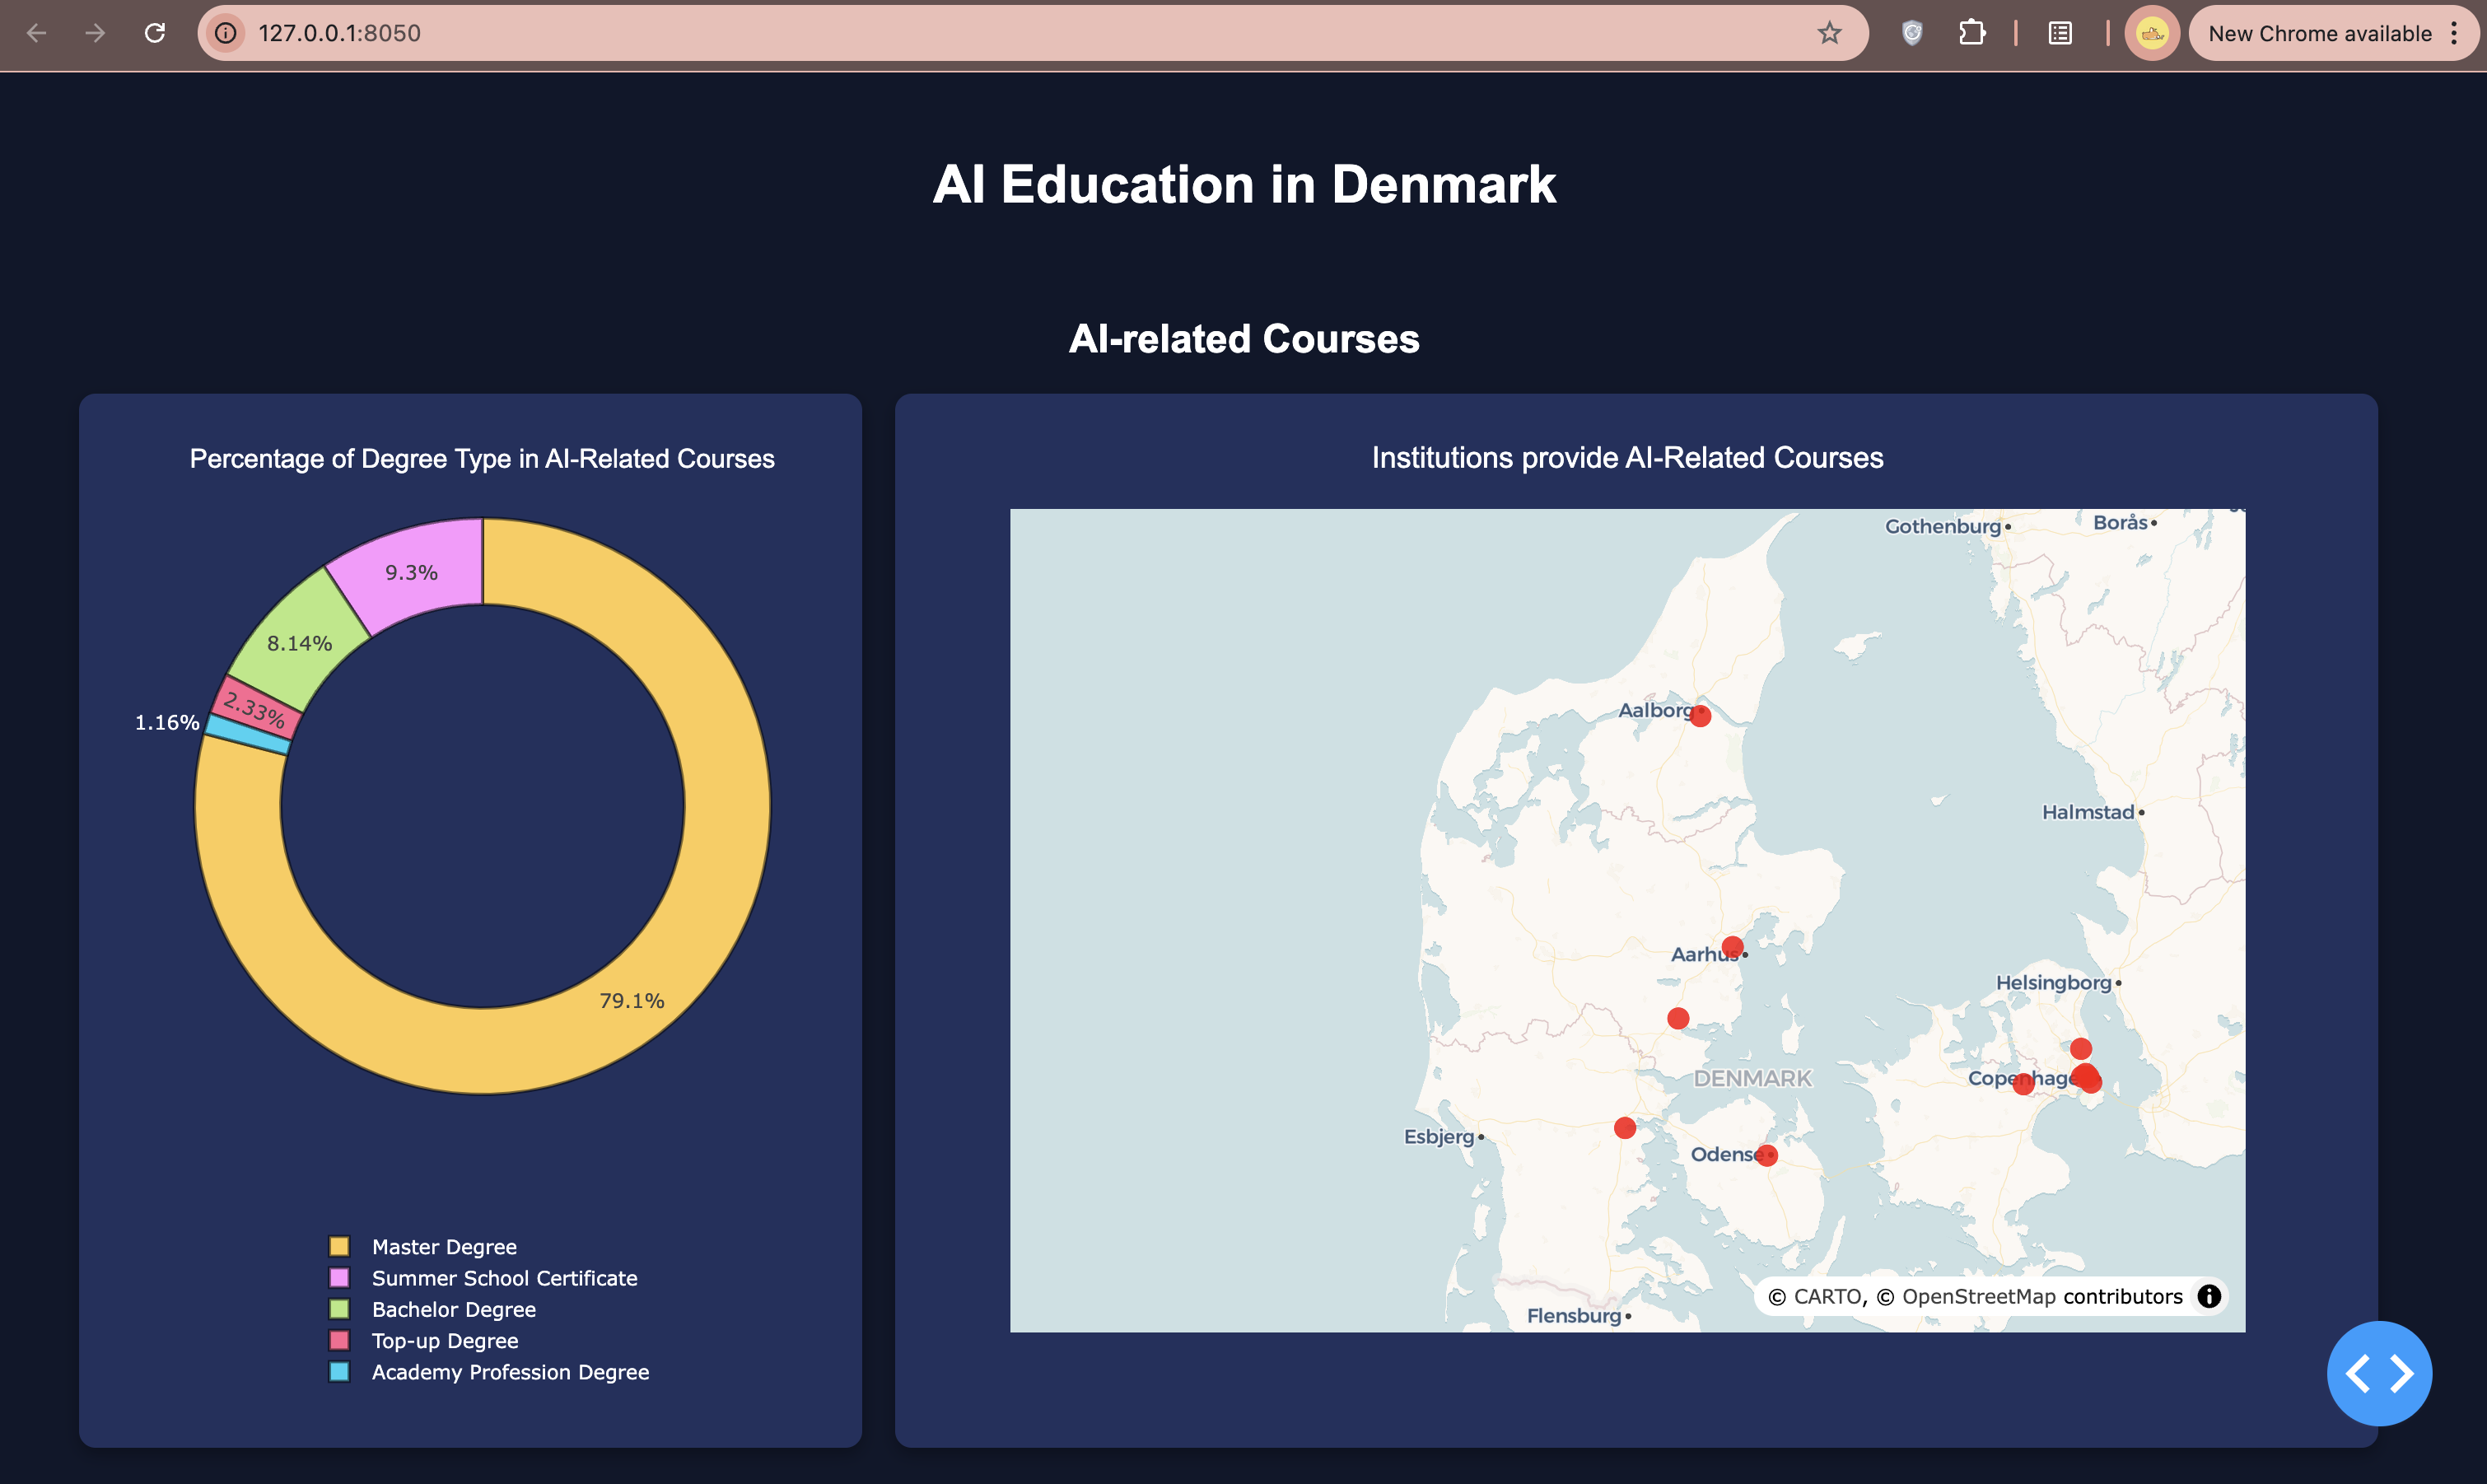 127.0.0.1:8050
New Chrome available
AI Education in Denmark
AI-related Courses
Percentage of Degree Type in AI-Related Courses
9.3%
8.14%
2.33%
1.16%
79.1%
Master Degree
Summer School Certificate
Bachelor Degree
Top-up Degree
Academy Profession Degree
Institutions provide AI-Related Courses
Gothenburg
Borås
Aalborg
Halmstad
Aarhus
Helsingborg
DENMARK
Copenhage
Esbjerg
Odense
Flensburg
© CARTO, © OpenStreetMap contributors